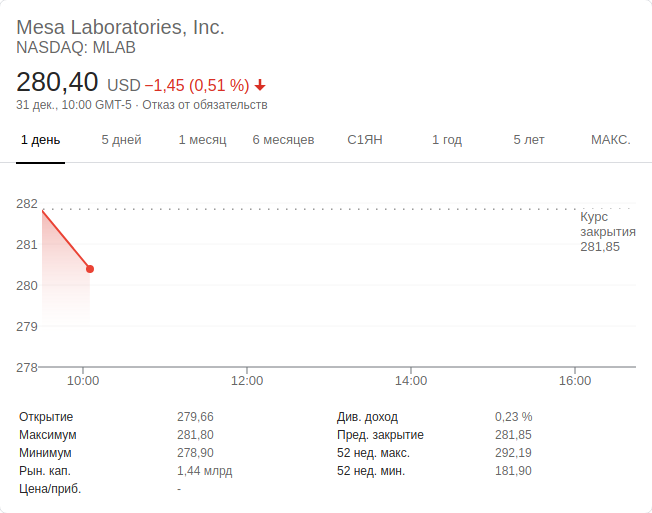 Mesa Laboratories, Inc.
NASDAQ: MLAB
280,40 USD −1,45 (0,51 %)
31 дек., 10:00 GMT-5 · Отказ от обязательств
1 день 5 дней 1 месяц 6 месяцев С1ЯН 1 год 5 лет МАКС.
282
281
280
279
278
Курс
закрытия
281,85
10:00 12:00 14:00 16:00
Открытие 279,66 Див. доход 0,23 %
Максимум 281,80 Пред. закрытие 281,85
Минимум 278,90 52 нед. макс. 292,19
Рын. кап. 1,44 млрд 52 нед. мин. 181,90
Цена/приб. -